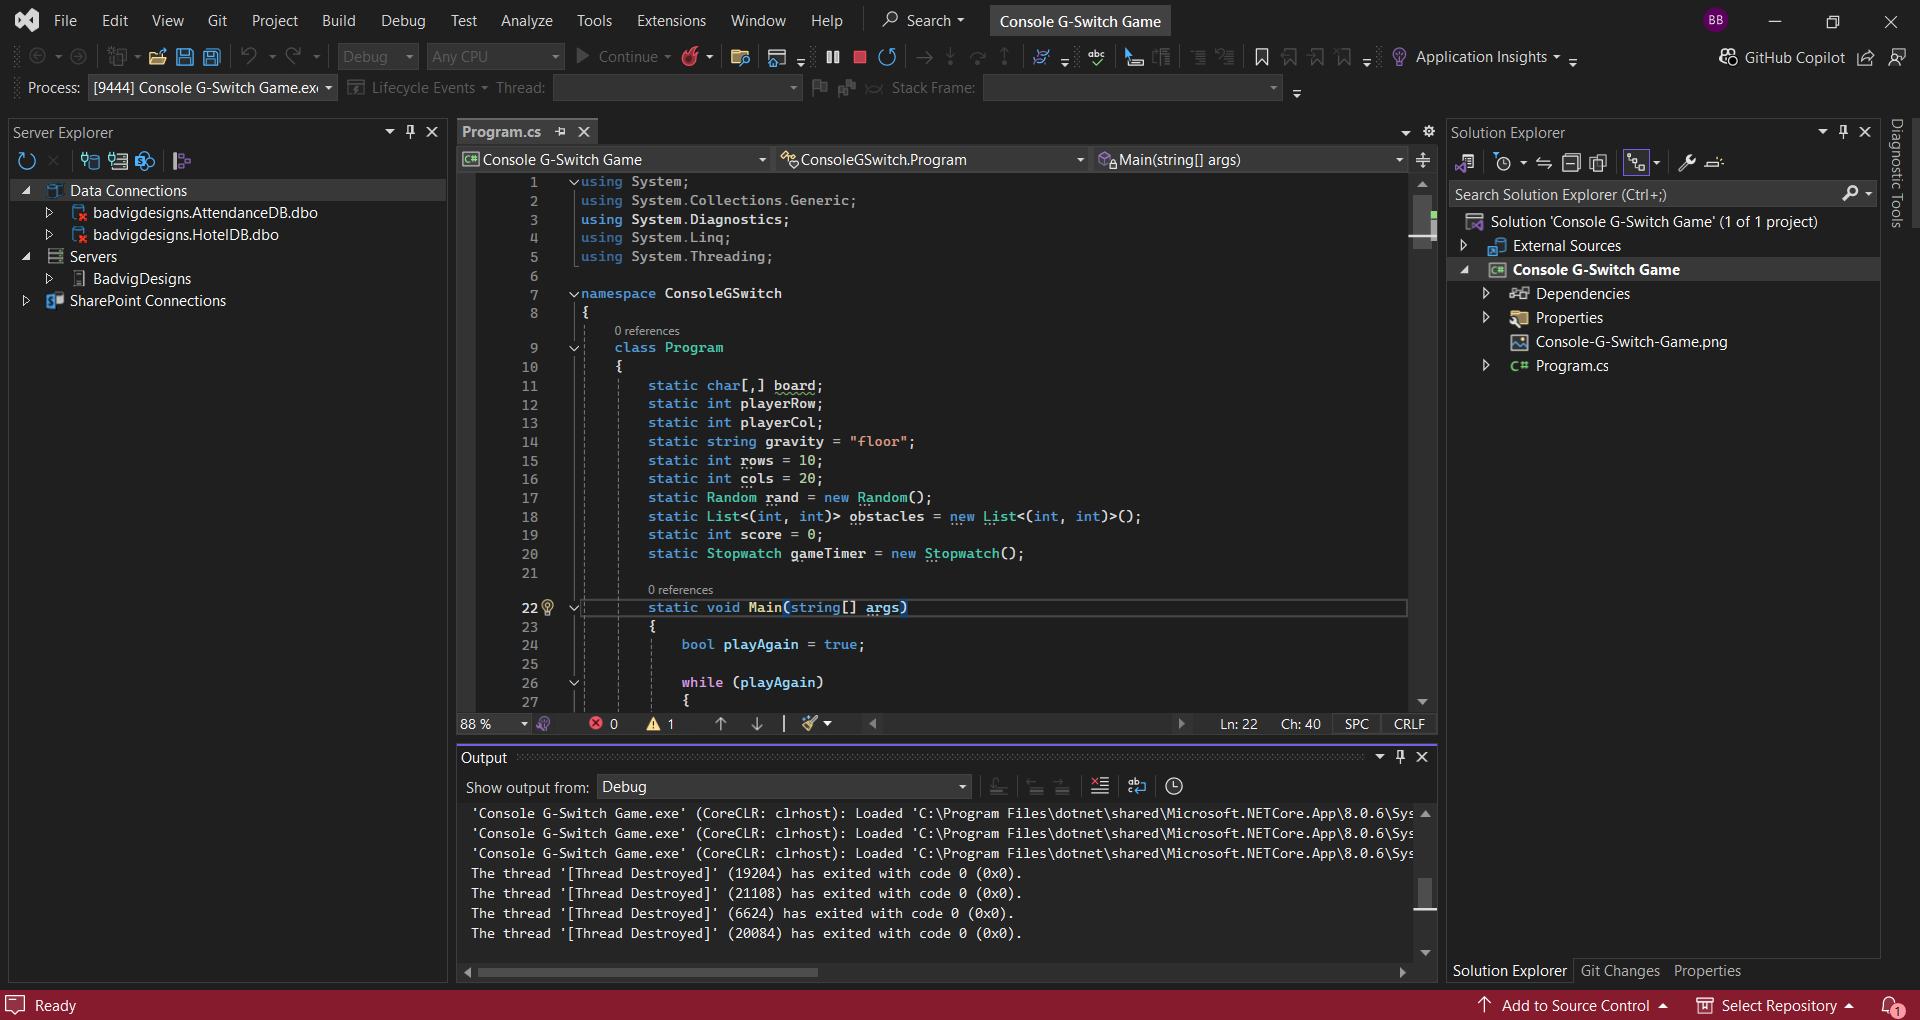 File Edit View Git Project Build Debug Test Analyze Tools Extensions Window Help Search Console G-Switch Game BB
Debug Any CPU Continue abc Application Insights GitHub Copilot
Process: [9444] Console G-Switch Game.exe Lifecycle Events Thread: Stack Frame:
Server Explorer
Data Connections
badvigdesigns.AttendanceDB.dbo
badvigdesigns.HotelDB.dbo
Servers
BadvigDesigns
SharePoint Connections
Program.cs
Console G-Switch Game ConsoleGSwitch.Program Main(string[] args)
1 using System;
2 using System.Collections.Generic;
3 using System.Diagnostics;
4 using System.Linq;
5 using System.Threading;
6
7 namespace ConsoleGSwitch
8 {
0 references
9 class Program
10 {
11 static char[,] board;
12 static int playerRow;
13 static int playerCol;
14 static string gravity = "floor";
15 static int rows = 10;
16 static int cols = 20;
17 static Random rand = new Random();
18 static List<(int, int)> obstacles = new List<(int, int)>();
19 static int score = 0;
20 static Stopwatch gameTimer = new Stopwatch();
21
0 references
22 static void Main(string[] args)
23 {
24 bool playAgain = true;
25
26 while (playAgain)
27 {
88 % 0 1 Ln: 22 Ch: 40 SPC CRLF
Output
Show output from: Debug
'Console G-Switch Game.exe' (CoreCLR: clrhost): Loaded 'C:\Program Files\dotnet\shared\Microsoft.NETCore.App\8.0.6\Sys
'Console G-Switch Game.exe' (CoreCLR: clrhost): Loaded 'C:\Program Files\dotnet\shared\Microsoft.NETCore.App\8.0.6\Sys
'Console G-Switch Game.exe' (CoreCLR: clrhost): Loaded 'C:\Program Files\dotnet\shared\Microsoft.NETCore.App\8.0.6\Sys
The thread '[Thread Destroyed]' (19204) has exited with code 0 (0x0).
The thread '[Thread Destroyed]' (21108) has exited with code 0 (0x0).
The thread '[Thread Destroyed]' (6624) has exited with code 0 (0x0).
The thread '[Thread Destroyed]' (20084) has exited with code 0 (0x0).
Solution Explorer
Search Solution Explorer (Ctrl+;)
Solution 'Console G-Switch Game' (1 of 1 project)
External Sources
C# Console G-Switch Game
Dependencies
Properties
Console-G-Switch-Game.png
C# Program.cs
Solution Explorer Git Changes Properties
Diagnostic Tools
Ready Add to Source Control Select Repository 1